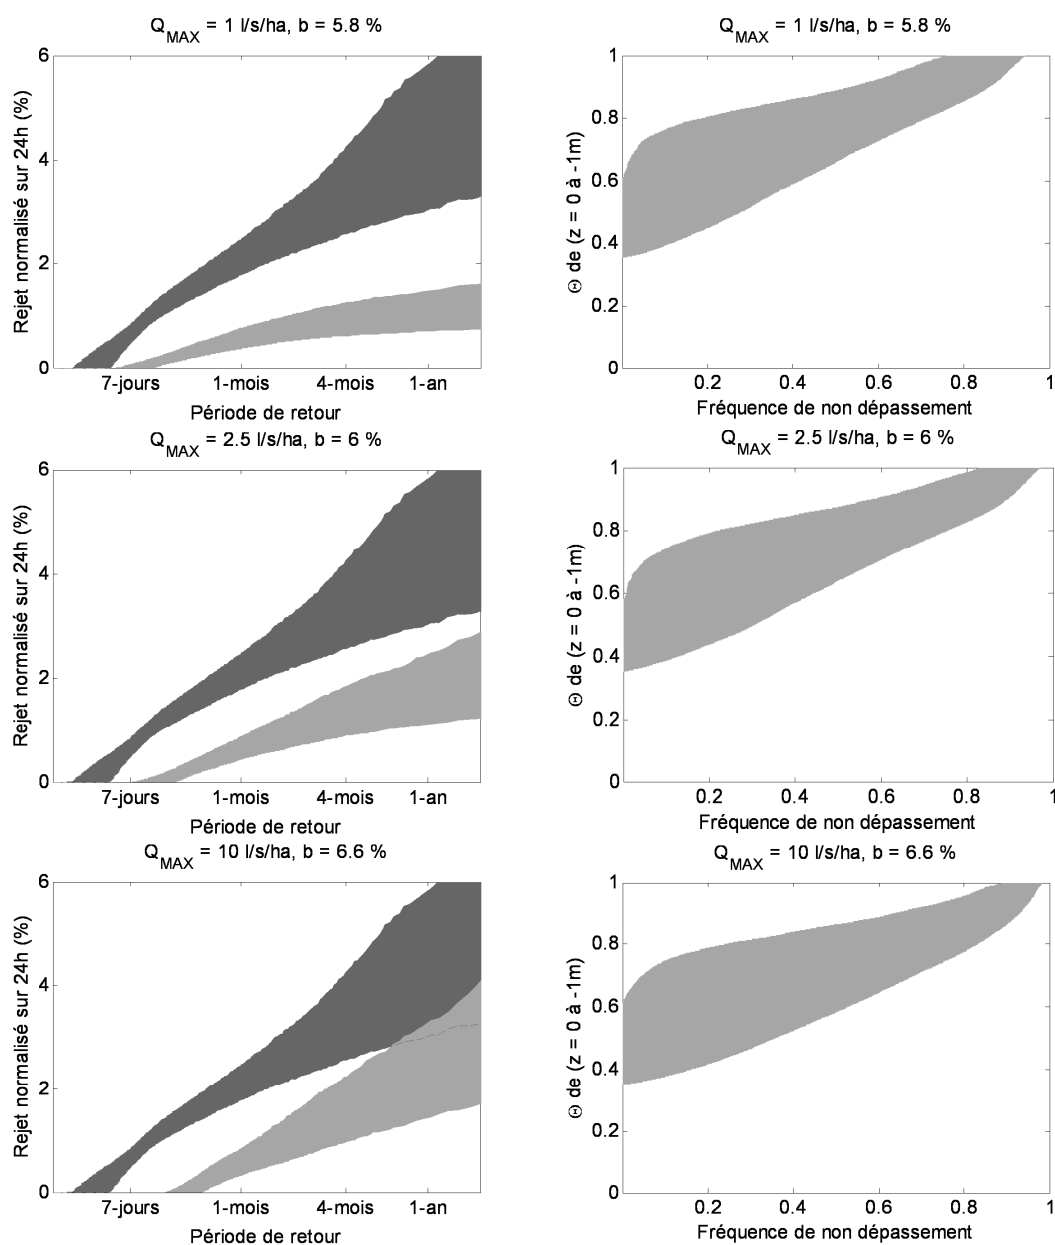 Q_MAX = 1 l/s/ha, b = 5.8 %
Rejet normalisé sur 24h (%)
6
4
2
0
7-jours 1-mois 4-mois 1-an
Période de retour
Q_MAX = 1 l/s/ha, b = 5.8 %
Θ de (z = 0 à -1m)
1
0.8
0.6
0.4
0.2
0
0.2 0.4 0.6 0.8 1
Fréquence de non dépassement
Q_MAX = 2.5 l/s/ha, b = 6 %
Rejet normalisé sur 24h (%)
6
4
2
0
7-jours 1-mois 4-mois 1-an
Période de retour
Q_MAX = 2.5 l/s/ha, b = 6 %
Θ de (z = 0 à -1m)
1
0.8
0.6
0.4
0.2
0
0.2 0.4 0.6 0.8 1
Fréquence de non dépassement
Q_MAX = 10 l/s/ha, b = 6.6 %
Rejet normalisé sur 24h (%)
6
4
2
0
7-jours 1-mois 4-mois 1-an
Période de retour
Q_MAX = 10 l/s/ha, b = 6.6 %
Θ de (z = 0 à -1m)
1
0.8
0.6
0.4
0.2
0
0.2 0.4 0.6 0.8 1
Fréquence de non dépassement